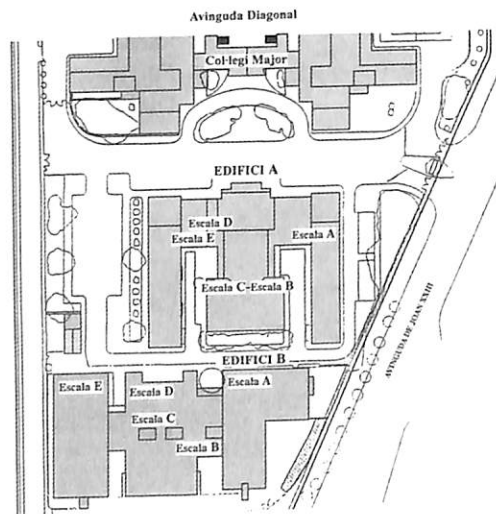 Avinguda Diagonal
Col·legi Major
EDIFICI A
Escala D
Escala E
Escala A
Escala C-Escala B
EDIFICI B
AVINGUDA DE JOAN XXIII
Escala E
Escala D
Escala A
Escala C
Escala B